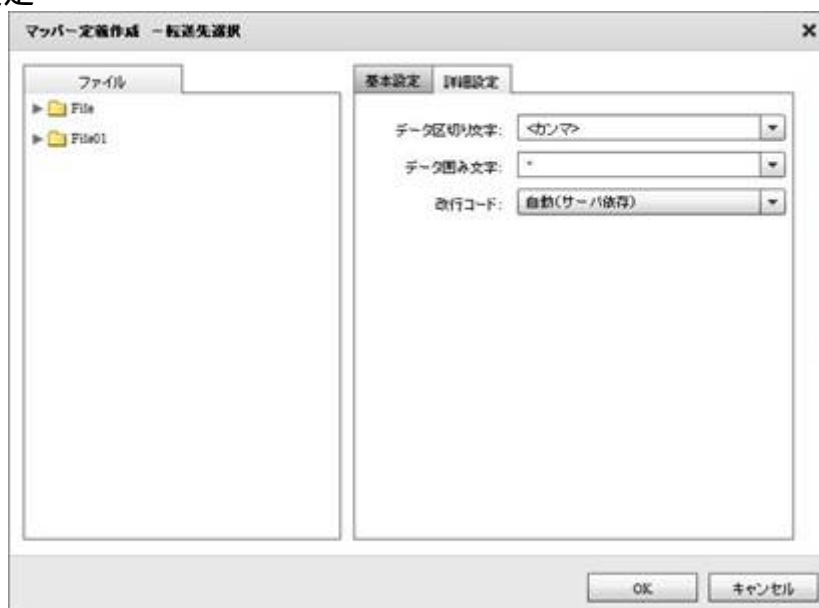 マッパー定義作成 －転送先選択
ファイル
File
File01
基本設定 詳細設定
データ区切り文字: <カンマ>
データ囲み文字: "
改行コード: 自動(サーバ依存)
OK キャンセル